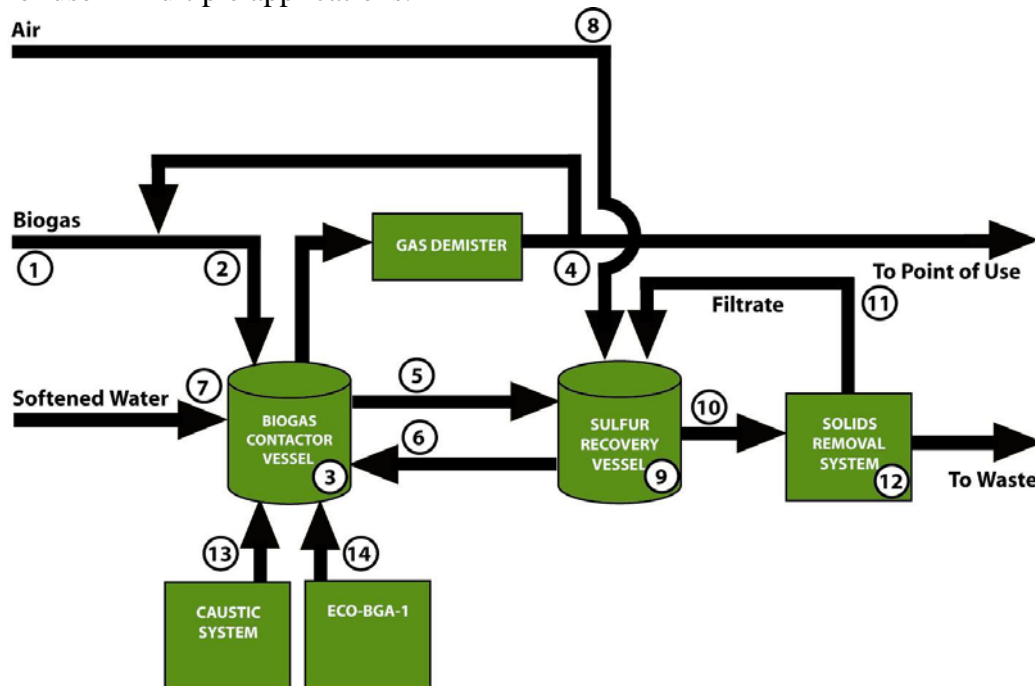 Air
8
Biogas
1
2
GAS DEMISTER
4
To Point of Use
Filtrate
11
Softened Water
7
5
6
10
BIOGAS
CONTACTOR
VESSEL
3
SULFUR
RECOVERY
VESSEL
9
SOLIDS
REMOVAL
SYSTEM
12
To Waste
13
14
CAUSTIC
SYSTEM
ECO-BGA-1